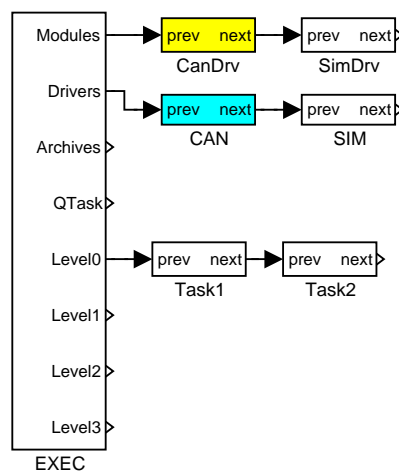 Modules
prev next
prev next
CanDrv
SimDrv
Drivers
prev next
prev next
CAN
SIM
Archives
QTask
Level0
prev next
prev next
Task1
Task2
Level1
Level2
Level3
EXEC